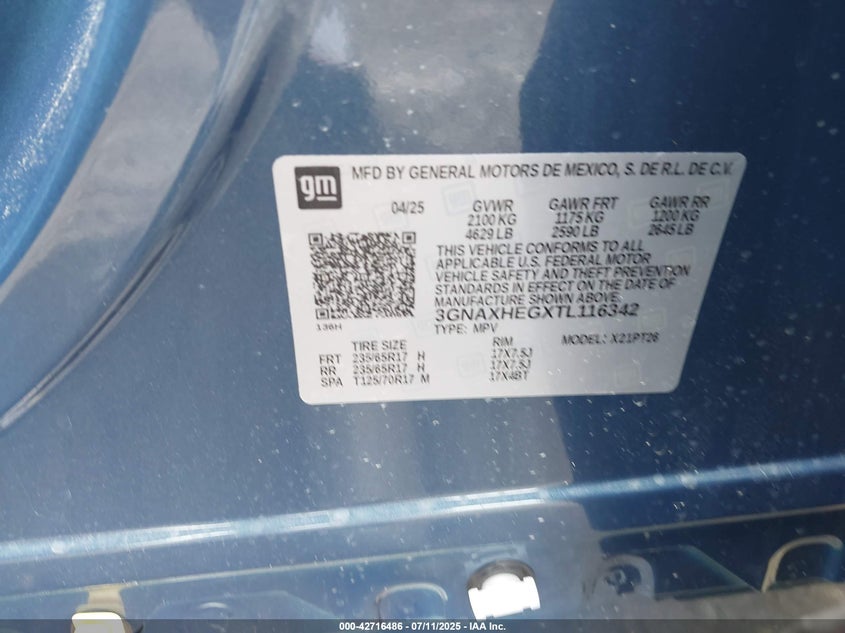 gm
MFD BY GENERAL MOTORS DE MEXICO, S. DE R.L. DE C.V.
04/25 GVWR GAWR FRT GAWR RR
2100 KG 1175 KG 1200 KG
4629 LB 2590 LB 2645 LB
THIS VEHICLE CONFORMS TO ALL
APPLICABLE U.S. FEDERAL MOTOR
VEHICLE SAFETY AND THEFT PREVENTION
STANDARDS IN EFFECT ON THE DATE OF
MANUFACTURE SHOWN ABOVE.
3GNAXHEGXTL116342
136H
TYPE: MPV MODEL: X21PT26
TIRE SIZE RIM
FRT 235/65R17 H 17X7.5J
RR 235/65R17 H 17X7.5J
SPA T125/70R17 M 17X4BT
000-42716486 - 07/11/2025 - IAA Inc.